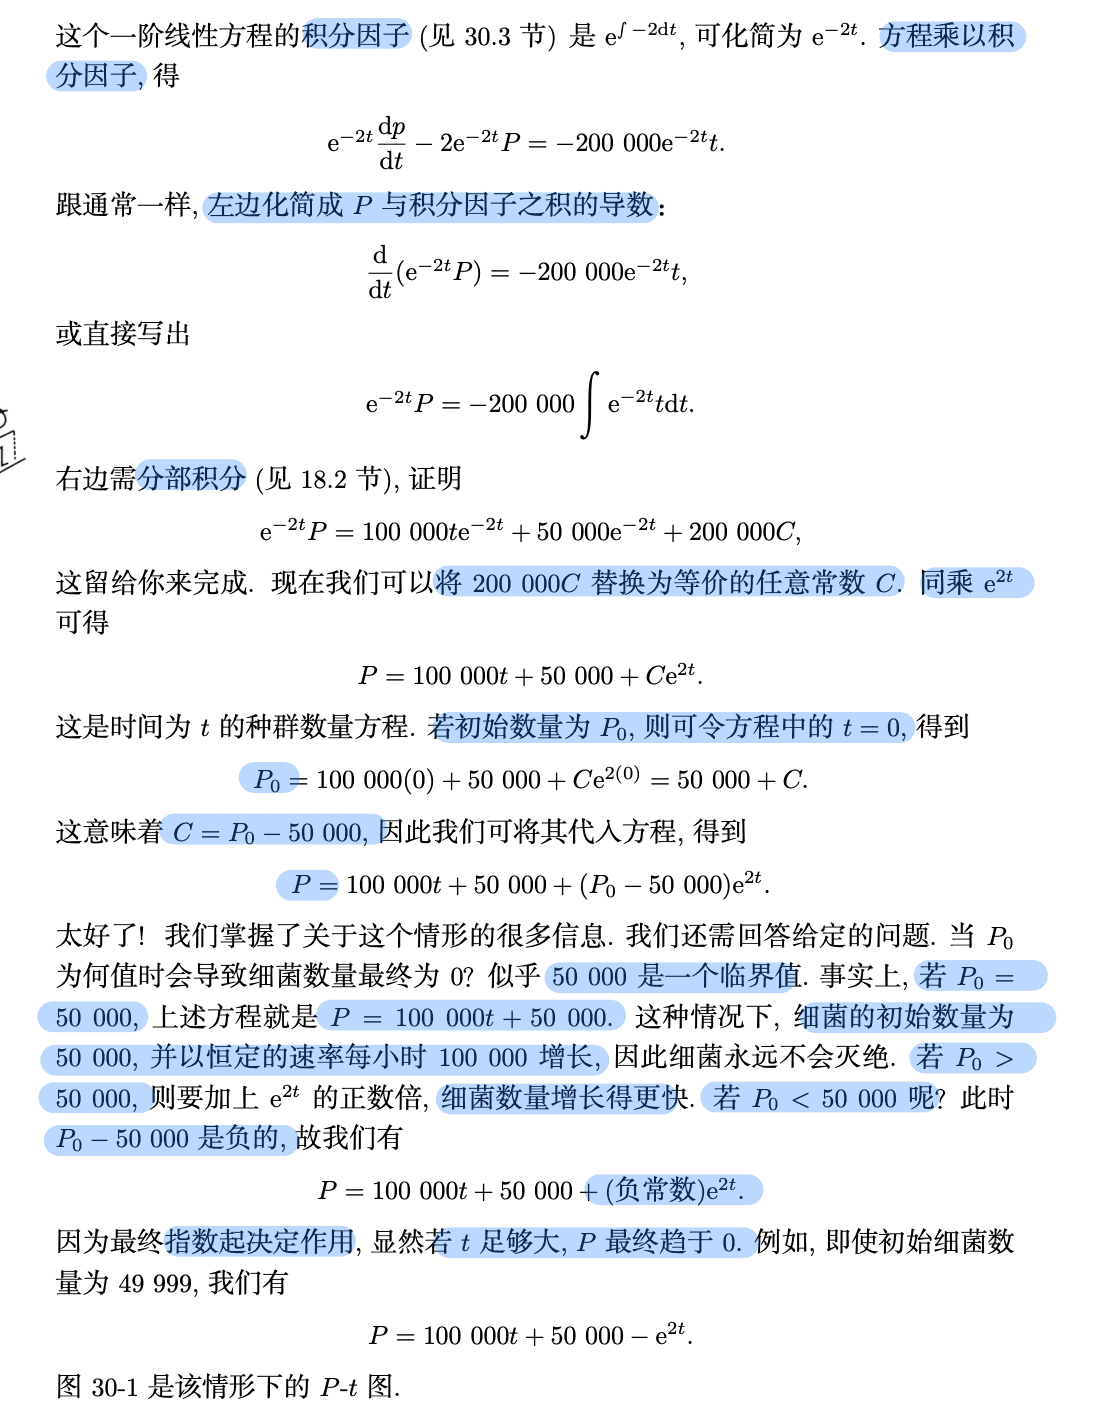 这个一阶线性方程的积分因子 (见 30.3 节) 是 e^{∫ −2dt}, 可化简为 e^{−2t}. 方程乘以积
分因子, 得
e^{−2t} dp/dt − 2e^{−2t}P = −200 000e^{−2t}t.
跟通常一样, 左边化简成 P 与积分因子之积的导数:
d/dt (e^{−2t}P) = −200 000e^{−2t}t,
或直接写出
e^{−2t}P = −200 000 ∫ e^{−2t}tdt.
右边需分部积分 (见 18.2 节), 证明
e^{−2t}P = 100 000te^{−2t} + 50 000e^{−2t} + 200 000C,
这留给你来完成. 现在我们可以将 200 000C 替换为等价的任意常数 C. 同乘 e^{2t}
可得
P = 100 000t + 50 000 + Ce^{2t}.
这是时间为 t 的种群数量方程. 若初始数量为 P₀, 则可令方程中的 t = 0, 得到
P₀ = 100 000(0) + 50 000 + Ce^{2(0)} = 50 000 + C.
这意味着 C = P₀ − 50 000, 因此我们可将其代入方程, 得到
P = 100 000t + 50 000 + (P₀ − 50 000)e^{2t}.
太好了! 我们掌握了关于这个情形的很多信息. 我们还需回答给定的问题. 当 P₀
为何值时会导致细菌数量最终为 0? 似乎 50 000 是一个临界值. 事实上, 若 P₀ =
50 000, 上述方程就是 P = 100 000t + 50 000. 这种情况下, 细菌的初始数量为
50 000, 并以恒定的速率每小时 100 000 增长, 因此细菌永远不会灭绝. 若 P₀ >
50 000, 则要加上 e^{2t} 的正数倍, 细菌数量增长得更快. 若 P₀ < 50 000 呢? 此时
P₀ − 50 000 是负的, 故我们有
P = 100 000t + 50 000 + (负常数)e^{2t}.
因为最终指数起决定作用, 显然若 t 足够大, P 最终趋于 0. 例如, 即使初始细菌数
量为 49 999, 我们有
P = 100 000t + 50 000 − e^{2t}.
图 30-1 是该情形下的 P-t 图.